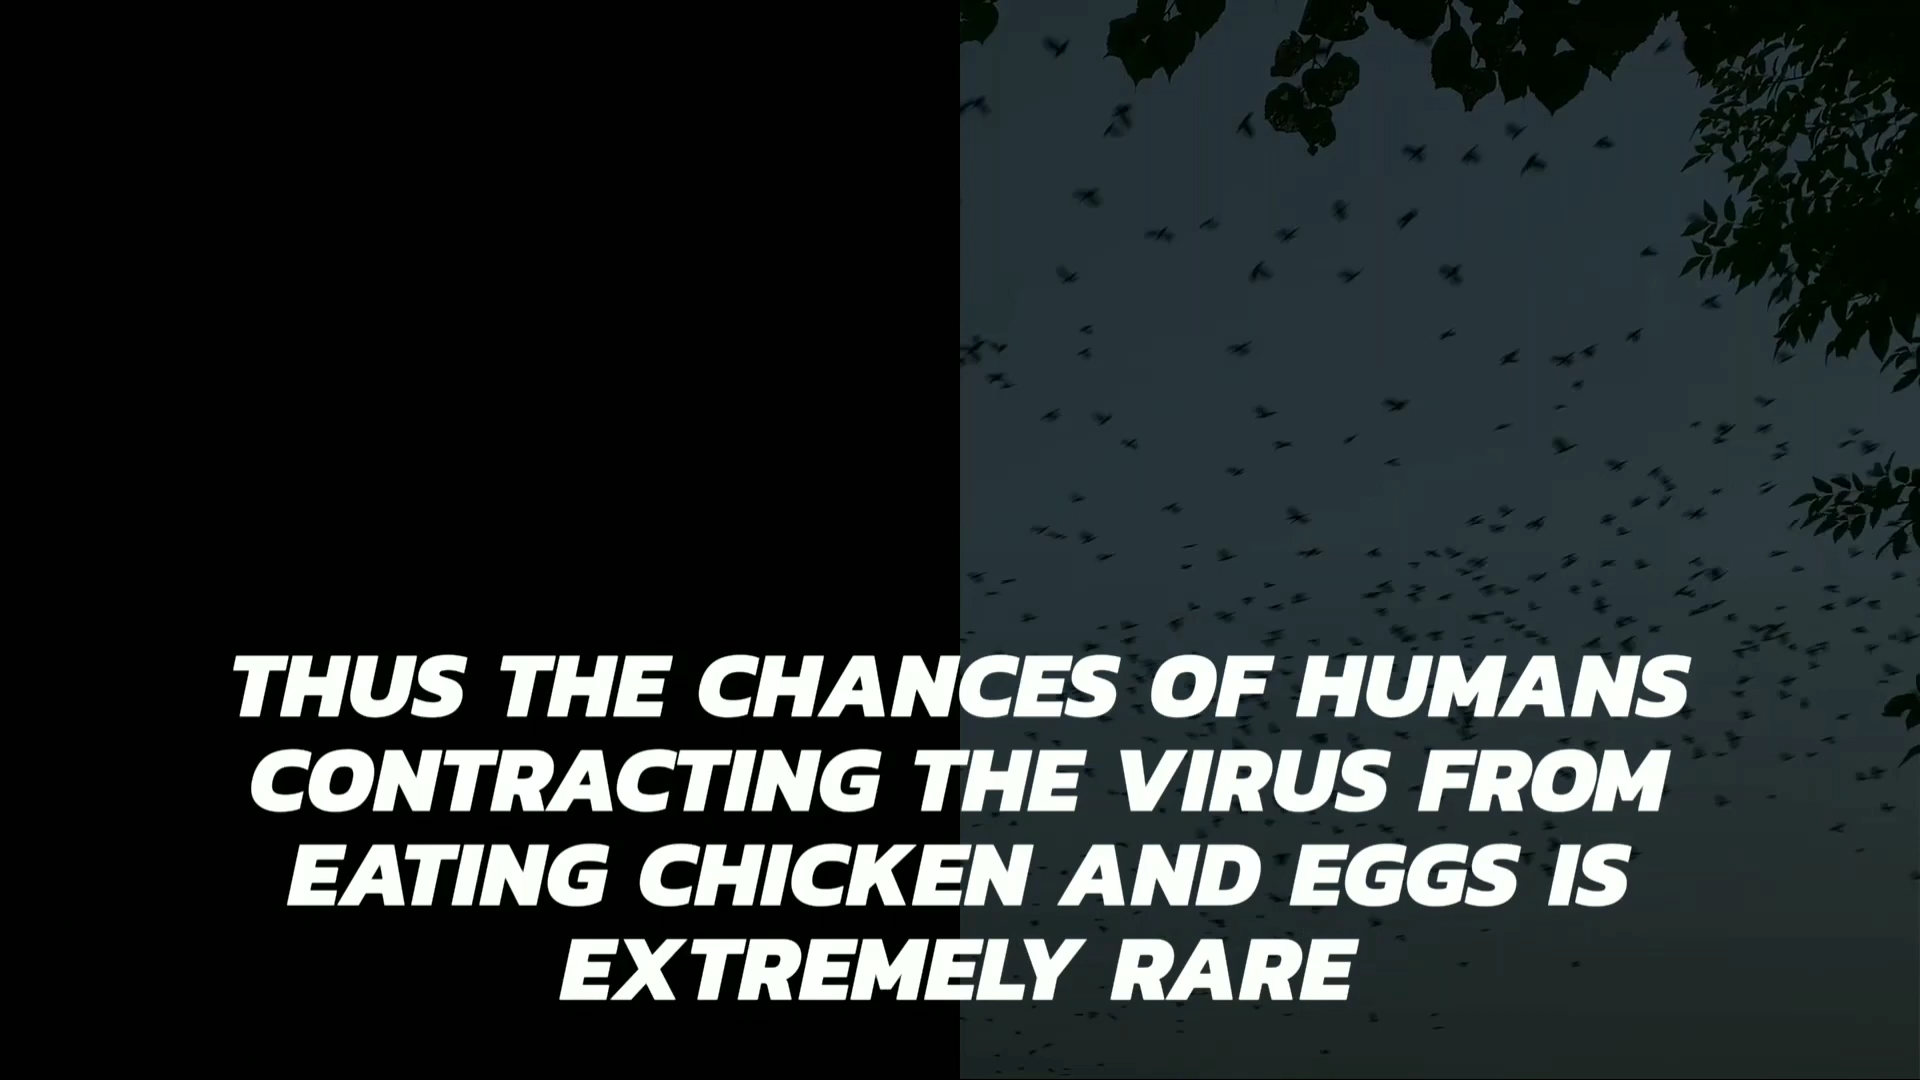 THUS THE CHANCES OF HUMANS
CONTRACTING THE VIRUS FROM
EATING CHICKEN AND EGGS IS
EXTREMELY RARE